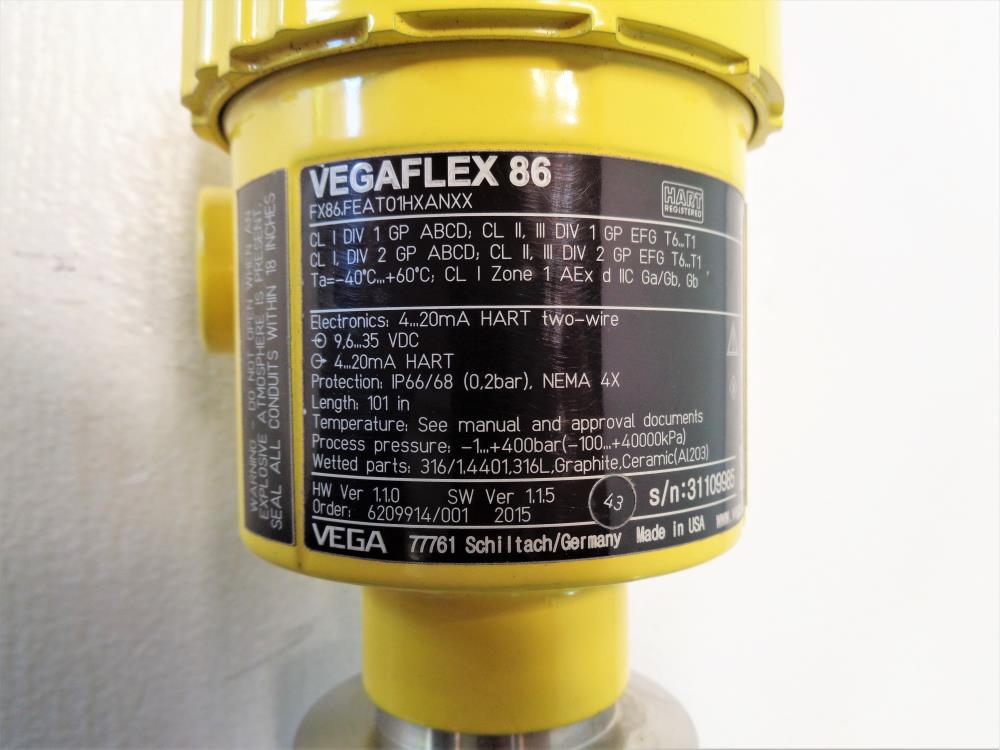 VEGAFLEX 86
FX86.FEAT01HXANXX
HART
REGISTERED
CL I DIV 1 GP ABCD; CL II, III DIV 1 GP EFG T6...T1
CL I, DIV 2 GP ABCD; CL II, III DIV 2 GP EFG T6...T1
Ta=-40°C...+60°C; CL I Zone 1 AEx d IIC Ga/Gb, Gb
Electronics: 4...20mA HART two-wire
9,6...35 VDC
4...20mA HART
Protection: IP66/68 (0,2bar), NEMA 4X
Length: 101 in
Temperature: See manual and approval documents
Process pressure: -1...+400bar(-100...+40000kPa)
Wetted parts: 316/1.4401,316L,Graphite,Ceramic(Al203)
HW Ver 1.1.0 SW Ver 1.1.5
43 s/n:31109985
Order: 6209914/001 2015
VEGA 77761 Schiltach/Germany Made in USA
WARNING - DO NOT OPEN WHEN AN
EXPLOSIVE ATMOSPHERE IS PRESENT.
SEAL ALL CONDUITS WITHIN 18 INCHES